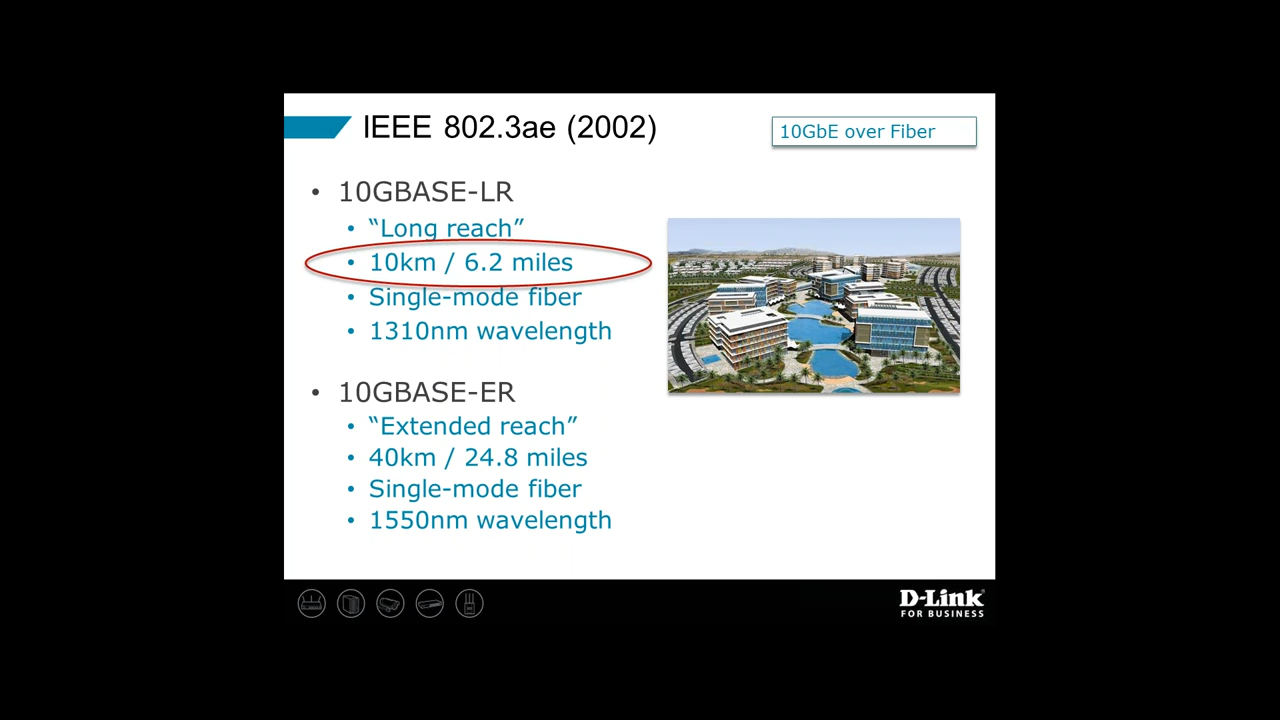 IEEE 802.3ae (2002)
10GbE over Fiber
• 10GBASE-LR
• “Long reach”
• 10km / 6.2 miles
• Single-mode fiber
• 1310nm wavelength
• 10GBASE-ER
• “Extended reach”
• 40km / 24.8 miles
• Single-mode fiber
• 1550nm wavelength
D-Link
FOR BUSINESS